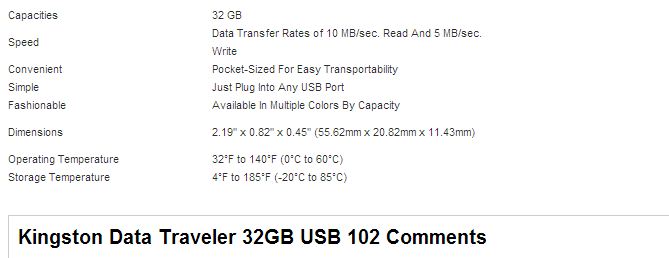 Capacities 32 GB
Speed Data Transfer Rates of 10 MB/sec. Read And 5 MB/sec. Write
Convenient Pocket-Sized For Easy Transportability
Simple Just Plug Into Any USB Port
Fashionable Available In Multiple Colors By Capacity
Dimensions 2.19" x 0.82" x 0.45" (55.62mm x 20.82mm x 11.43mm)
Operating Temperature 32°F to 140°F (0°C to 60°C)
Storage Temperature 4°F to 185°F (-20°C to 85°C)
Kingston Data Traveler 32GB USB 102 Comments